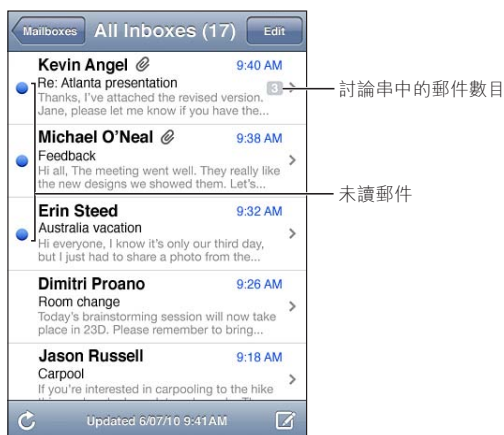 Mailboxes All Inboxes (17) Edit
Kevin Angel 9:40 AM
Re: Atlanta presentation
Thanks, I've attached the revised version. 3
Jane, please let me know if you have the...
討論串中的郵件數目
Michael O'Neal 9:38 AM
Feedback
Hi all, The meeting went well. They really like
the new designs we showed them. Let's...
未讀郵件
Erin Steed 9:32 AM
Australia vacation
Hi everyone, I know it's only our third day,
but I just had to share a photo from the...
Dimitri Proano 9:26 AM
Room change
Today's brainstorming session will now take
place in 23D. Please remember to bring...
Jason Russell 9:18 AM
Carpool
If you're interested in carpooling to the hike
Updated 6/07/10 9:41AM